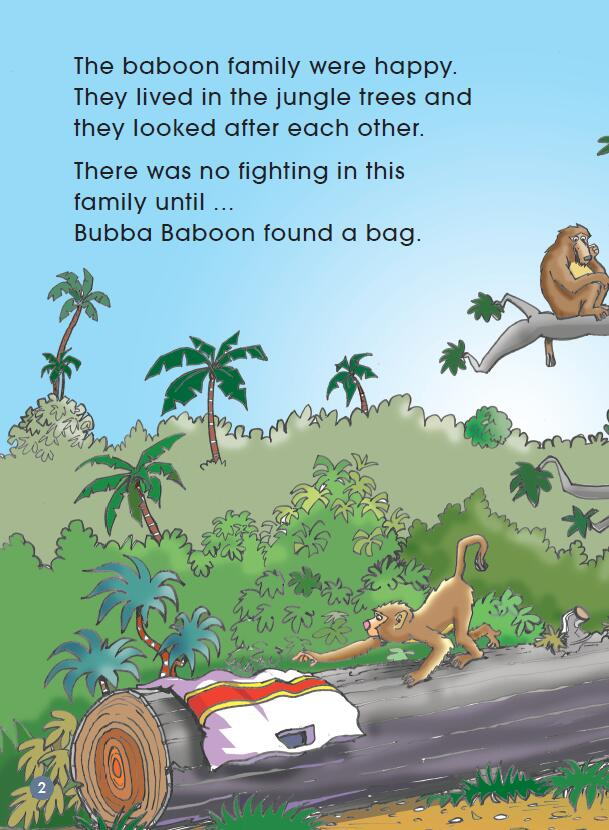 The baboon family were happy.
They lived in the jungle trees and
they looked after each other.
There was no fighting in this
family until ...
Bubba Baboon found a bag.
2